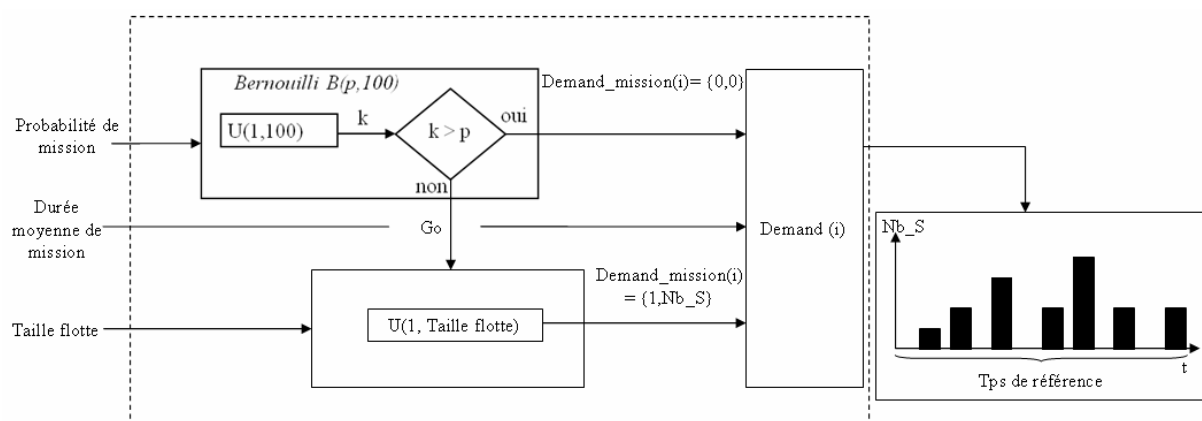 Bernouilli B(p,100)
Demand_mission(i)= {0,0}
Probabilité de
mission
U(1,100)
k
k > p
oui
non
Durée
moyenne de
mission
Go
Demand (i)
Nb_S
Demand_mission(i)
= {1,Nb_S}
Taille flotte
U(1, Taille flotte)
t
Tps de référence